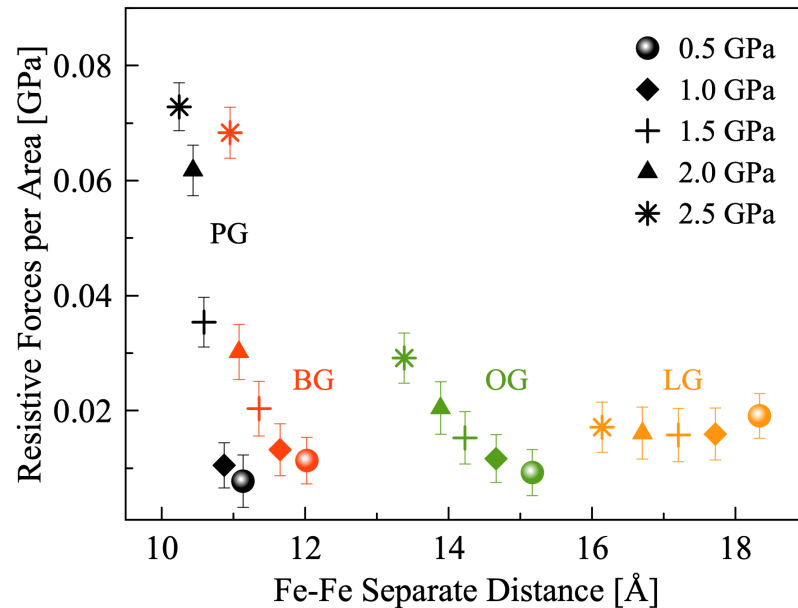 Resistive Forces per Area [GPa]
0.08
0.06
0.04
0.02
0.5 GPa
1.0 GPa
1.5 GPa
2.0 GPa
2.5 GPa
PG
BG
OG
LG
10
12
14
16
18
Fe-Fe Separate Distance [Å]